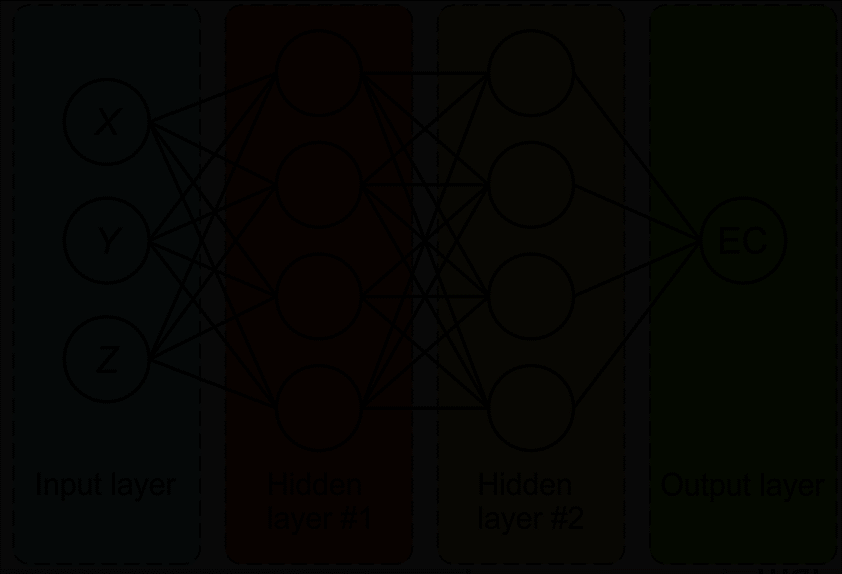 X
Y
Z
EC
Input layer
Hidden
layer #1
Hidden
layer #2
Output layer